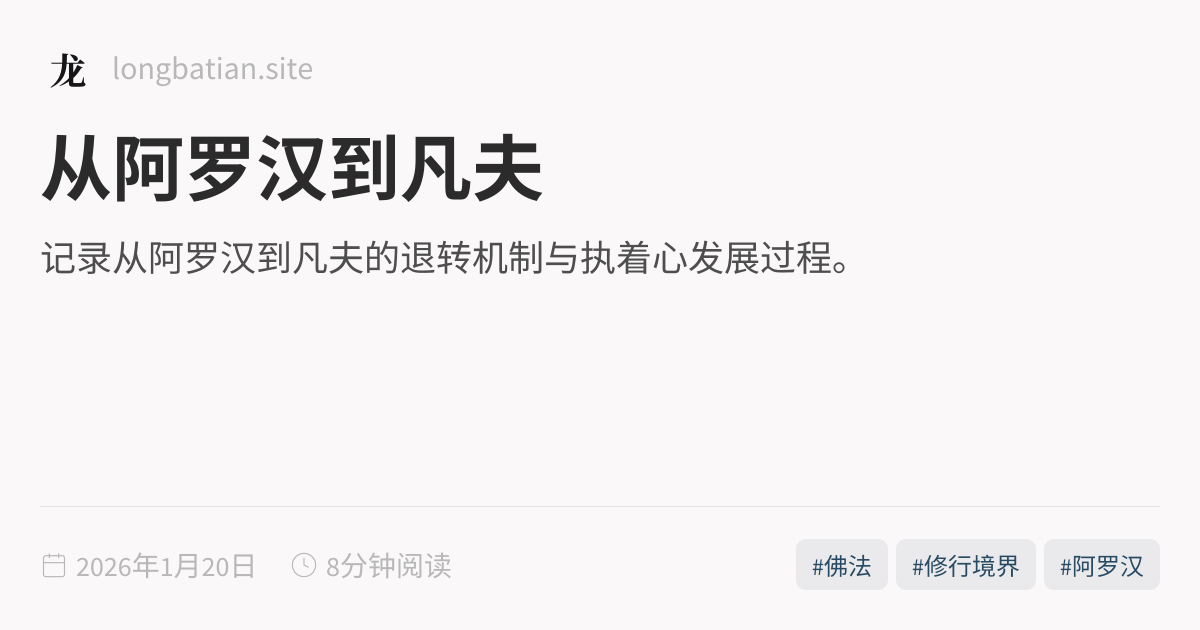 龙 longbatian.site
从阿罗汉到凡夫
记录从阿罗汉到凡夫的退转机制与执着心发展过程。
2026年1月20日 8分钟阅读 #佛法 #修行境界 #阿罗汉